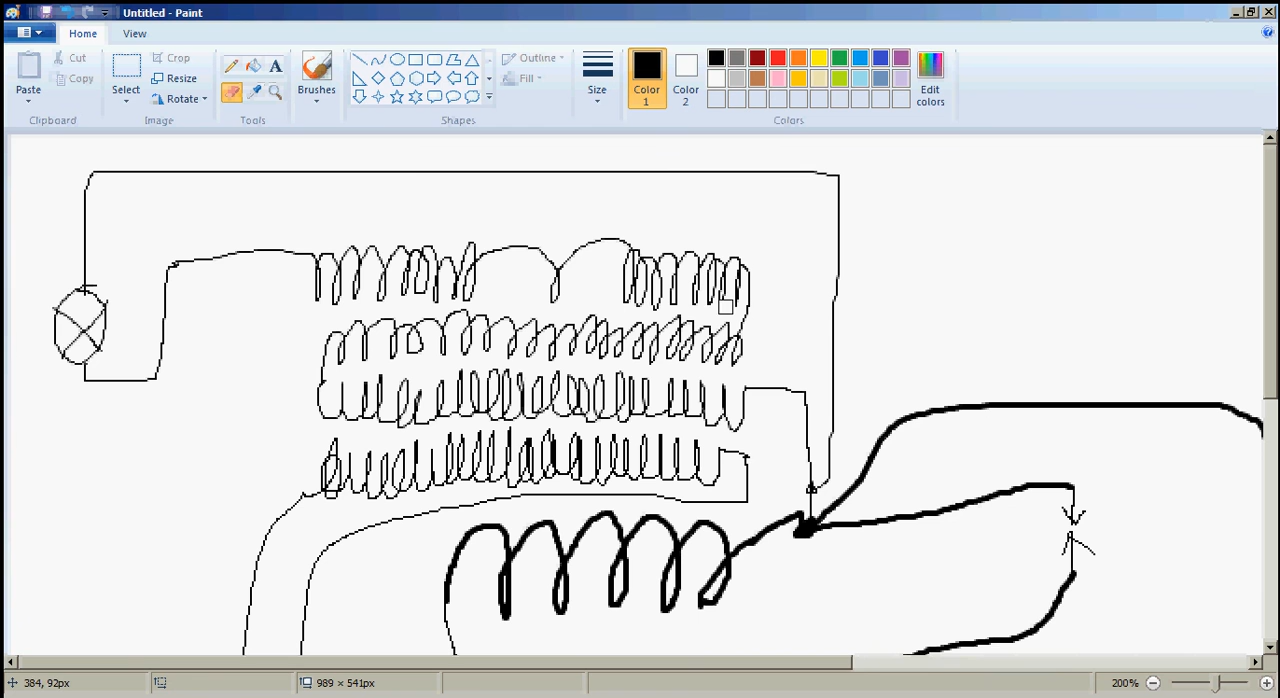 Untitled - Paint
Home View
Paste Cut Copy Select Crop Resize Rotate Brushes Outline Fill Size Color 1 Color 2 Edit colors
Clipboard Image Tools Shapes Colors
384, 92px 989 × 541px 200%